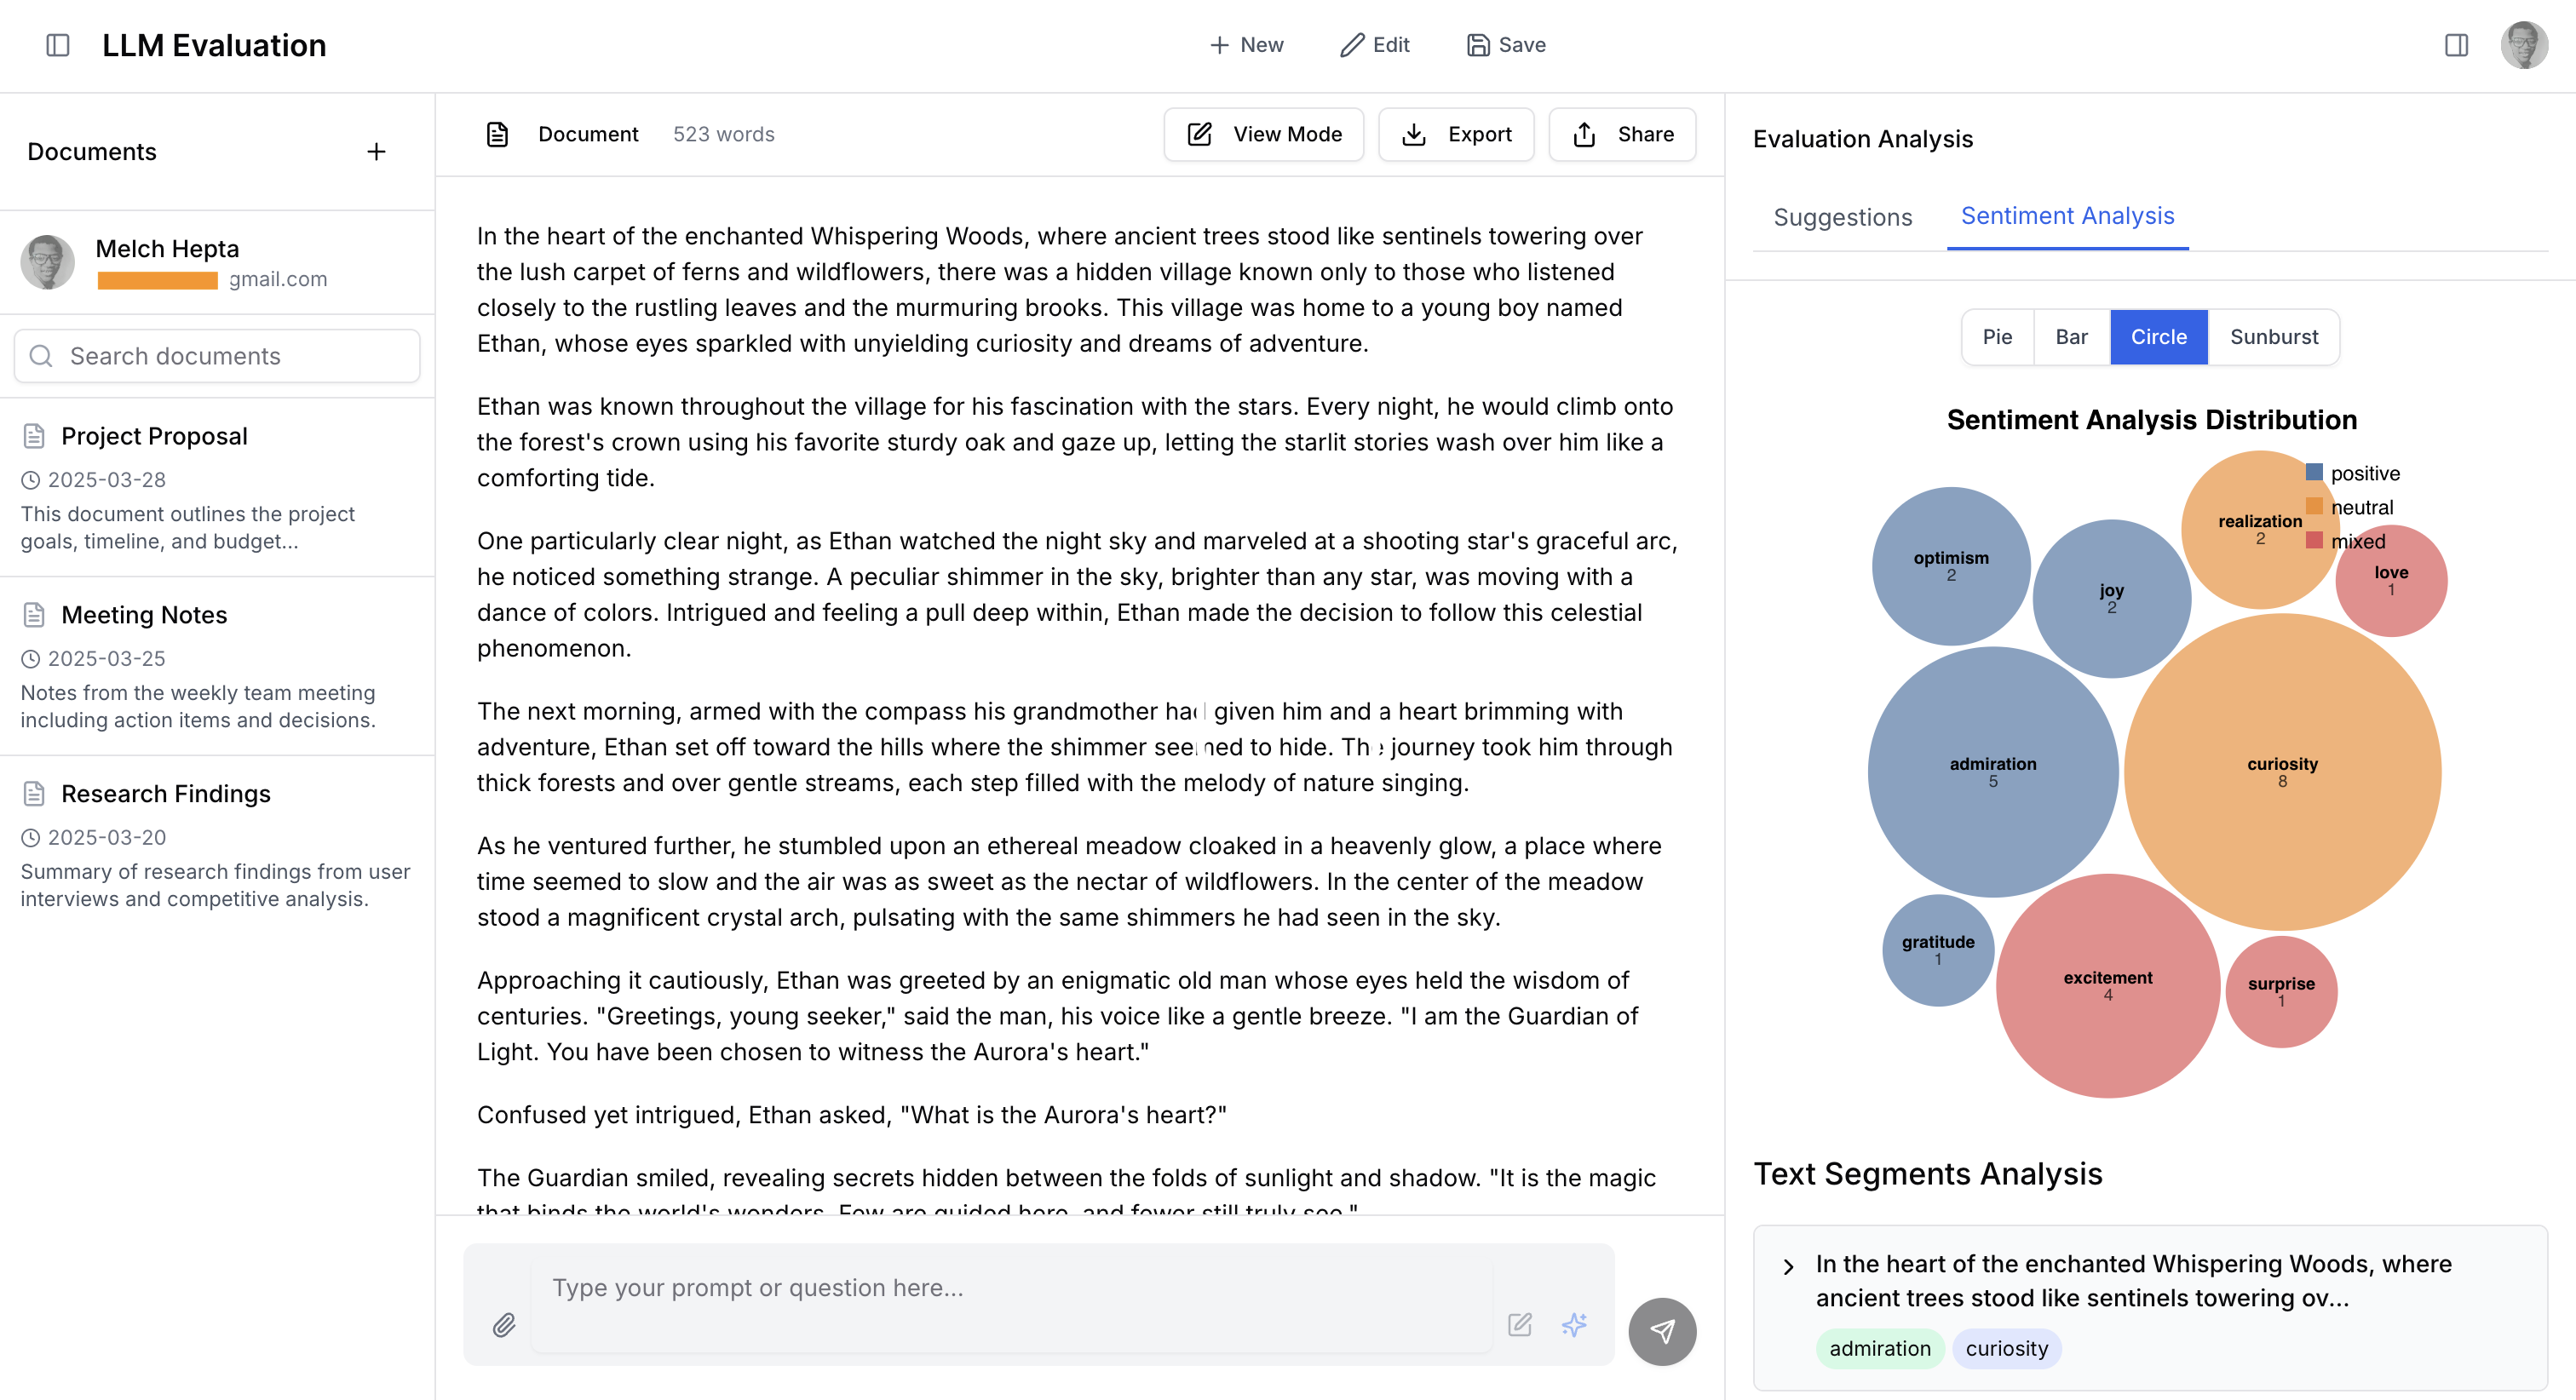 LLM Evaluation
New
Edit
Save
Documents
Melch Hepta
gmail.com
Search documents
Project Proposal
2025-03-28
This document outlines the project
goals, timeline, and budget...
Meeting Notes
2025-03-25
Notes from the weekly team meeting
including action items and decisions.
Research Findings
2025-03-20
Summary of research findings from user
interviews and competitive analysis.
Document
523 words
View Mode
Export
Share
In the heart of the enchanted Whispering Woods, where ancient trees stood like sentinels towering over
the lush carpet of ferns and wildflowers, there was a hidden village known only to those who listened
closely to the rustling leaves and the murmuring brooks. This village was home to a young boy named
Ethan, whose eyes sparkled with unyielding curiosity and dreams of adventure.
Ethan was known throughout the village for his fascination with the stars. Every night, he would climb onto
the forest's crown using his favorite sturdy oak and gaze up, letting the starlit stories wash over him like a
comforting tide.
One particularly clear night, as Ethan watched the night sky and marveled at a shooting star's graceful arc,
he noticed something strange. A peculiar shimmer in the sky, brighter than any star, was moving with a
dance of colors. Intrigued and feeling a pull deep within, Ethan made the decision to follow this celestial
phenomenon.
The next morning, armed with the compass his grandmother had given him and a heart brimming with
adventure, Ethan set off toward the hills where the shimmer seemed to hide. The journey took him through
thick forests and over gentle streams, each step filled with the melody of nature singing.
As he ventured further, he stumbled upon an ethereal meadow cloaked in a heavenly glow, a place where
time seemed to slow and the air was as sweet as the nectar of wildflowers. In the center of the meadow
stood a magnificent crystal arch, pulsating with the same shimmers he had seen in the sky.
Approaching it cautiously, Ethan was greeted by an enigmatic old man whose eyes held the wisdom of
centuries. "Greetings, young seeker," said the man, his voice like a gentle breeze. "I am the Guardian of
Light. You have been chosen to witness the Aurora's heart."
Confused yet intrigued, Ethan asked, "What is the Aurora's heart?"
The Guardian smiled, revealing secrets hidden between the folds of sunlight and shadow. "It is the magic
that binds the world's wonders. Few are guided here, and fewer still truly see."
Type your prompt or question here...
Evaluation Analysis
Suggestions
Sentiment Analysis
Pie
Bar
Circle
Sunburst
Sentiment Analysis Distribution
positive
neutral
mixed
realization
2
optimism
2
joy
2
love
1
admiration
5
curiosity
8
gratitude
1
excitement
4
surprise
1
Text Segments Analysis
In the heart of the enchanted Whispering Woods, where
ancient trees stood like sentinels towering ov...
admiration
curiosity